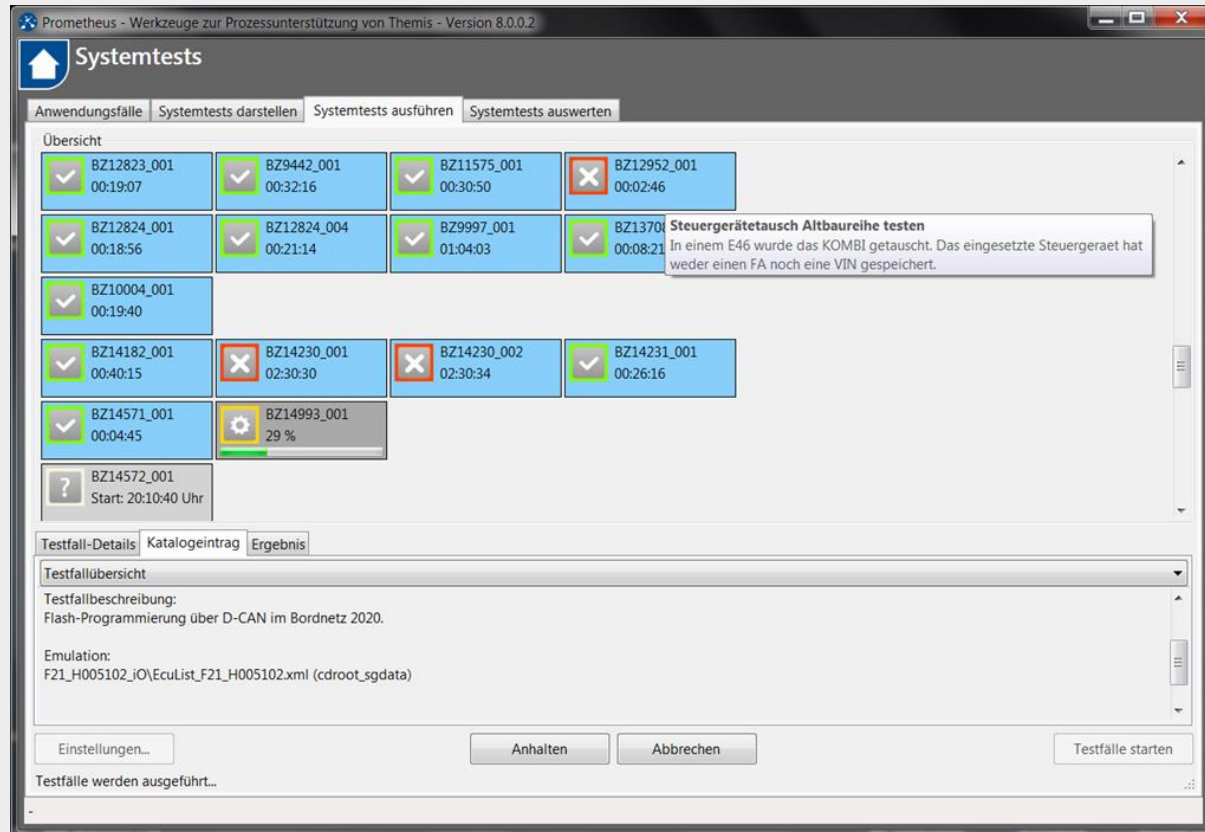 Prometheus - Werkzeuge zur Prozessunterstützung von Themis - Version 8.0.0.2
Systemtests
Anwendungsfälle Systemtests darstellen Systemtests ausführen Systemtests auswerten
Übersicht
BZ12823_001 BZ9442_001 BZ11575_001 BZ12952_001
00:19:07 00:32:16 00:30:50 00:02:46
BZ12824_001 BZ12824_004 BZ9997_001 BZ1370
00:18:56 00:21:14 01:04:03 00:08:21
Steuergerätetausch Altbaureihe testen
In einem E46 wurde das KOMBI getauscht. Das eingesetzte Steuergeraet hat
weder einen FA noch eine VIN gespeichert.
BZ10004_001
00:19:40
BZ14182_001 BZ14230_001 BZ14230_002 BZ14231_001
00:40:15 02:30:30 02:30:34 00:26:16
BZ14571_001 BZ14993_001
00:04:45 29 %
BZ14572_001
Start: 20:10:40 Uhr
Testfall-Details Katalogeintrag Ergebnis
Testfallübersicht
Testfallbeschreibung:
Flash-Programmierung über D-CAN im Bordnetz 2020.
Emulation:
F21_H005102_iO\EcuList_F21_H005102.xml (cdroot_sgdata)
Einstellungen... Anhalten Abbrechen Testfälle starten
Testfälle werden ausgeführt...
-